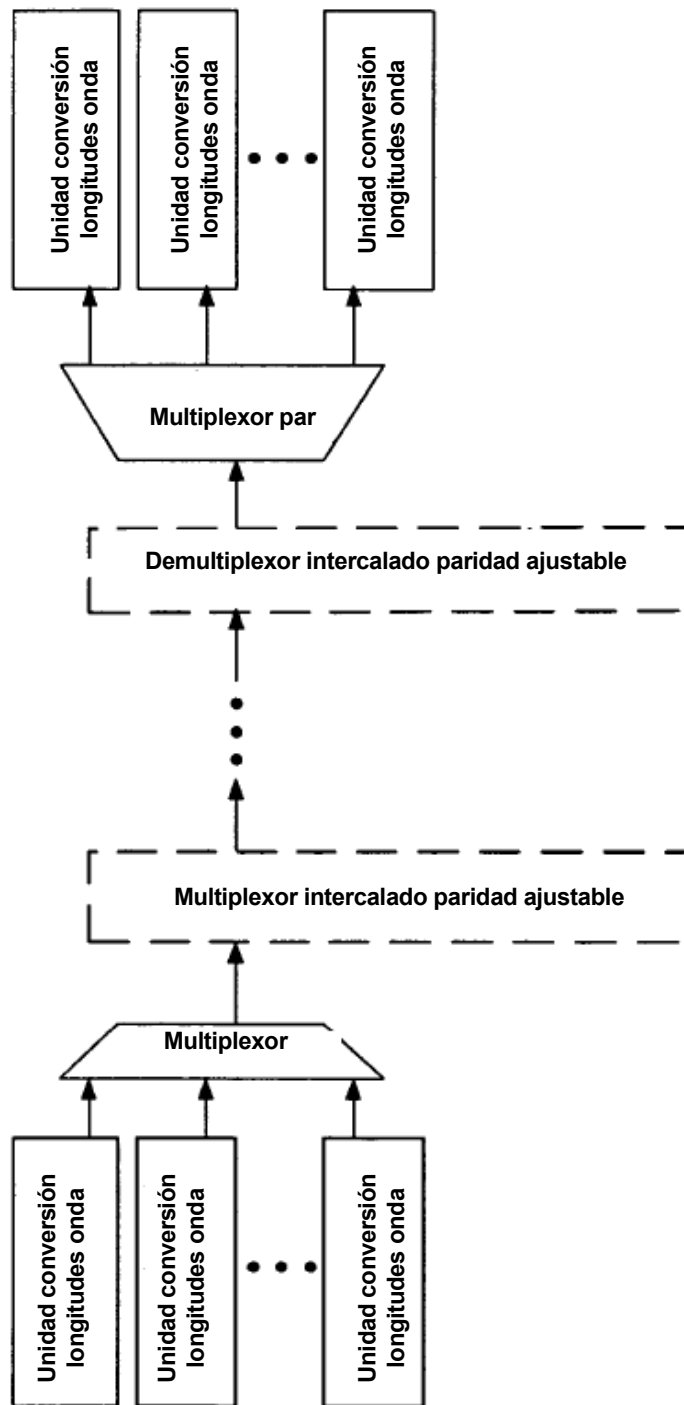 Unidad conversión
longitudes onda
Unidad conversión
longitudes onda
Unidad conversión
longitudes onda
Multiplexor par
Demultiplexor intercalado paridad ajustable
Multiplexor intercalado paridad ajustable
Multiplexor
Unidad conversión
longitudes onda
Unidad conversión
longitudes onda
Unidad conversión
longitudes onda